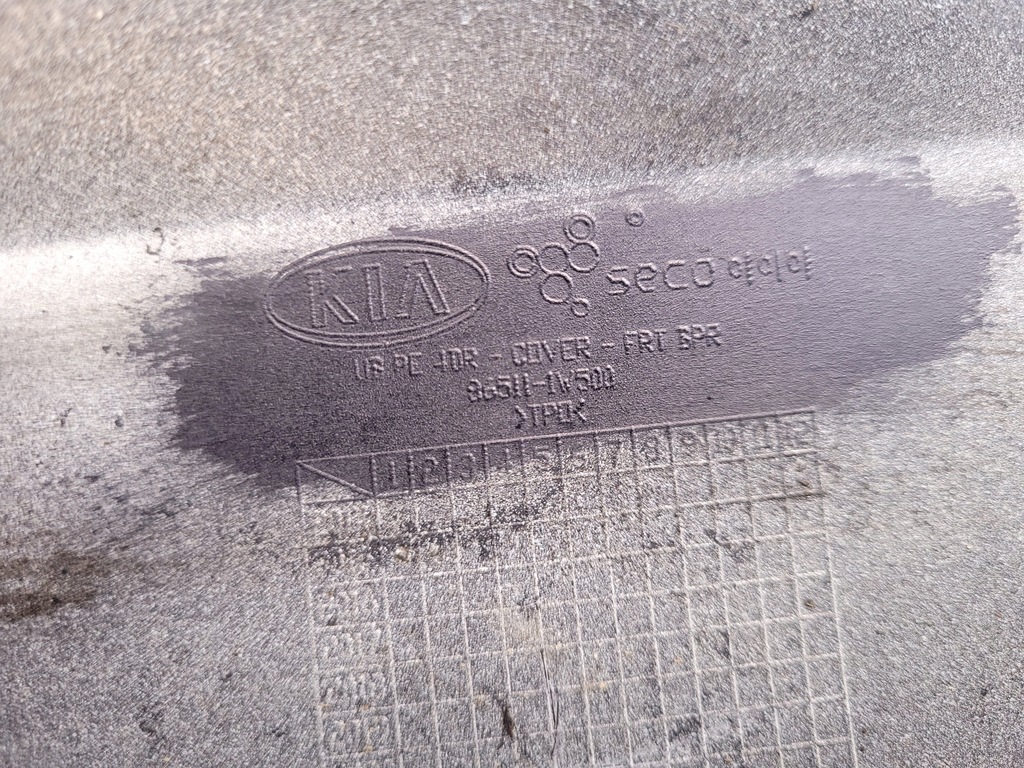 KIA
seco
UB PE 4DR - COVER - FRT BPR
86511-1W500
>TPO<
1 2 3 4 5 6 7 8 9 10 11 12